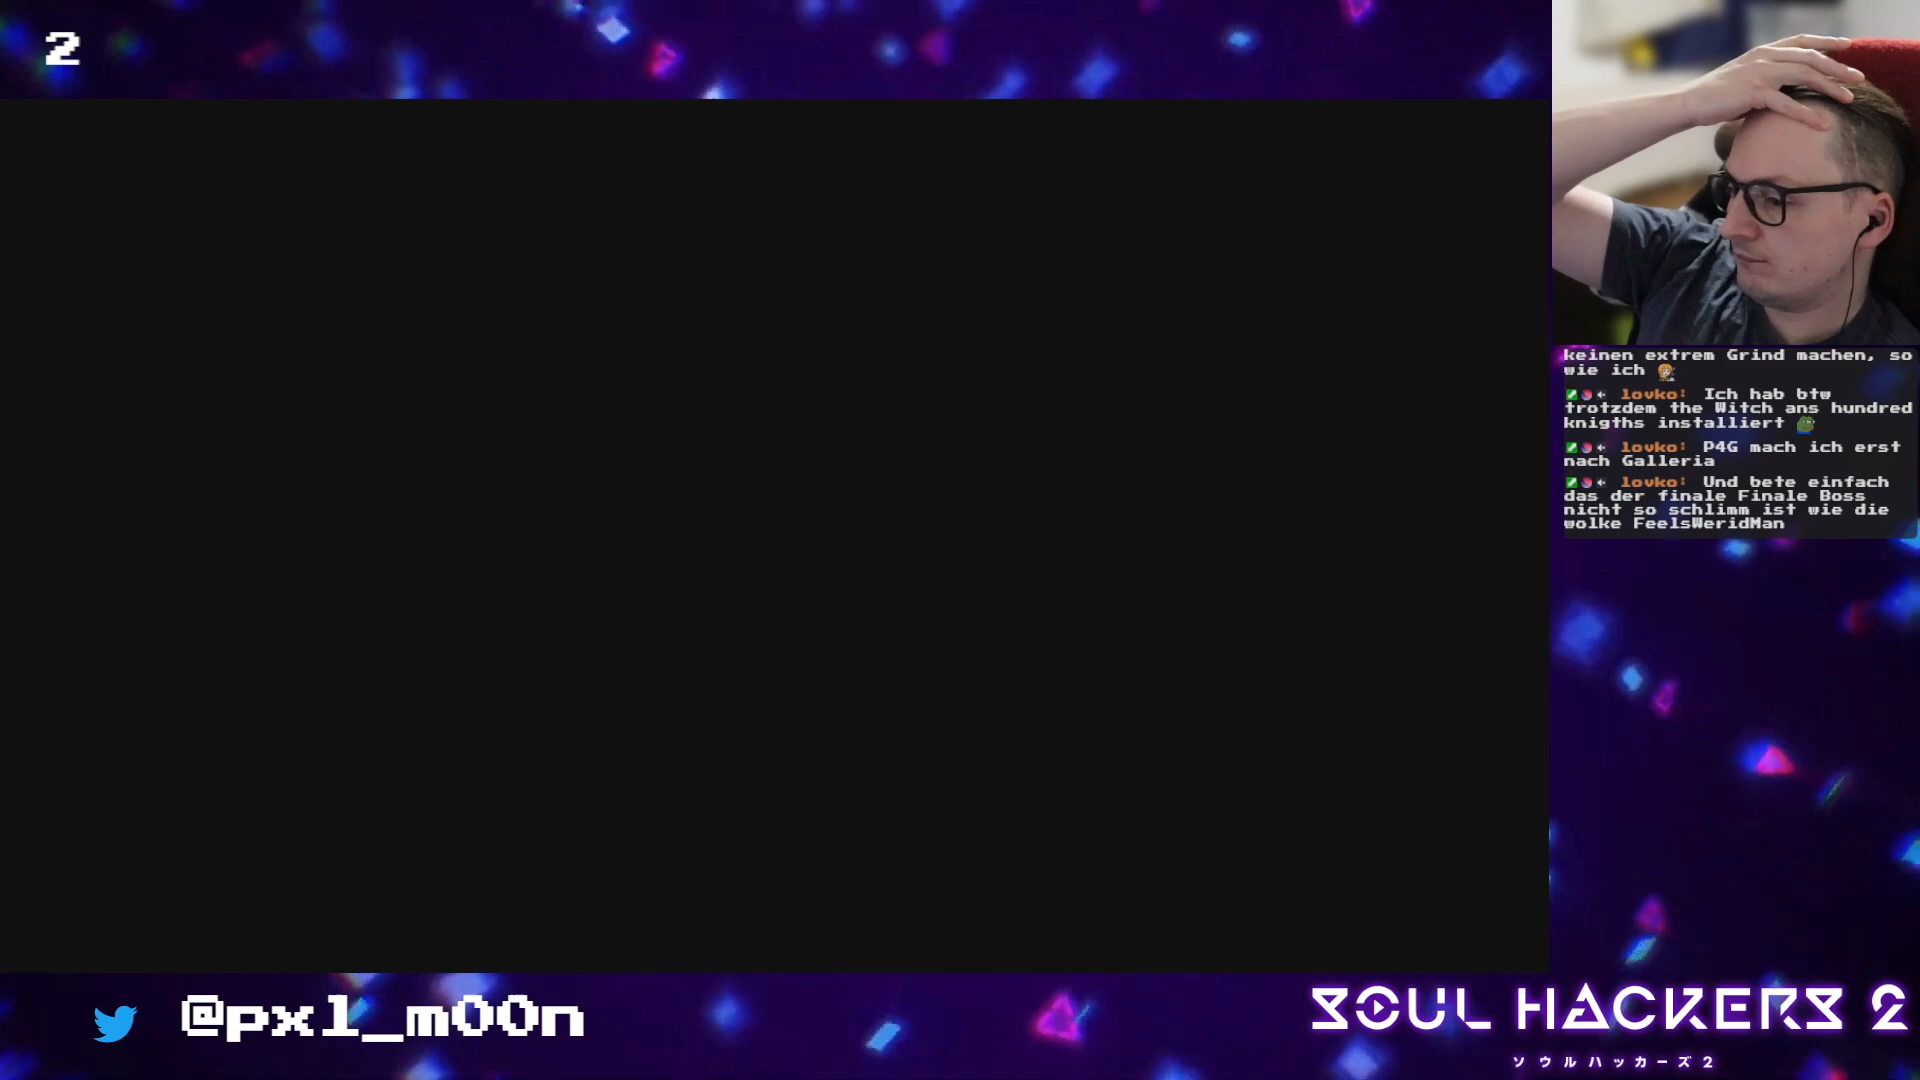 2
keinen extrem Grind machen, so
wie ich
lovko: Ich hab btw
trotzdem the Witch ans hundred
knigths installiert
lovko: P4G mach ich erst
nach Galleria
lovko: Und bete einfach
das der finale Finale Boss
nicht so schlimm ist wie die
wolke FeelsWeridMan
@pxl_m00n
SOUL HACKERS 2
ソウルハッカーズ2